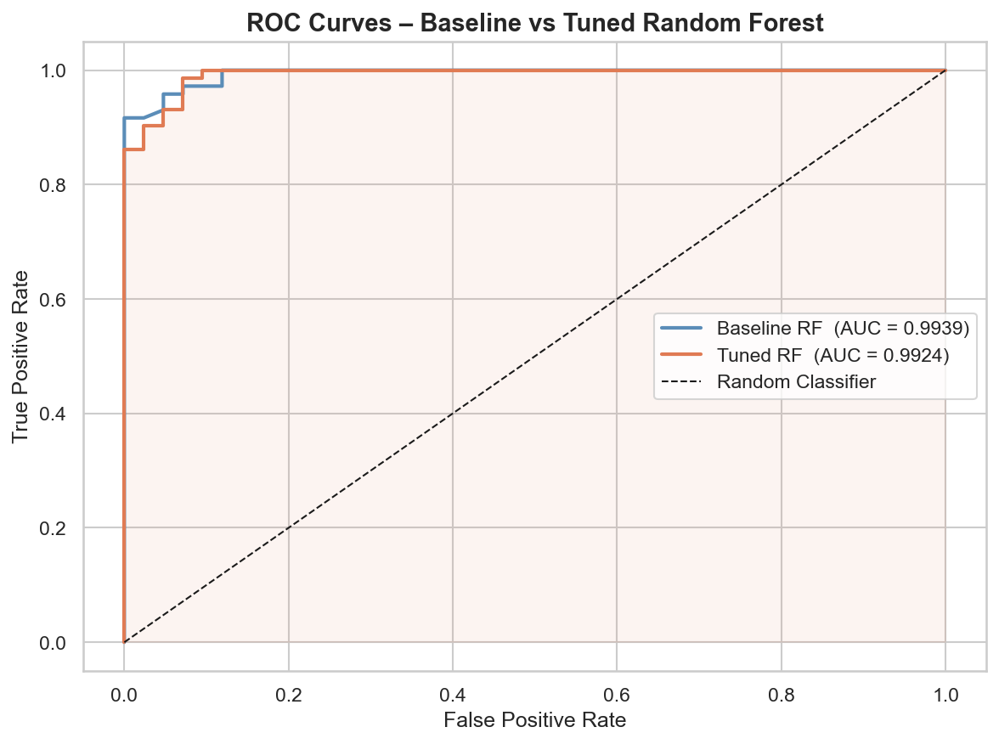 ROC Curves – Baseline vs Tuned Random Forest
True Positive Rate
1.0
0.8
0.6
0.4
0.2
0.0
Baseline RF (AUC = 0.9939)
Tuned RF (AUC = 0.9924)
Random Classifier
0.0 0.2 0.4 0.6 0.8 1.0
False Positive Rate